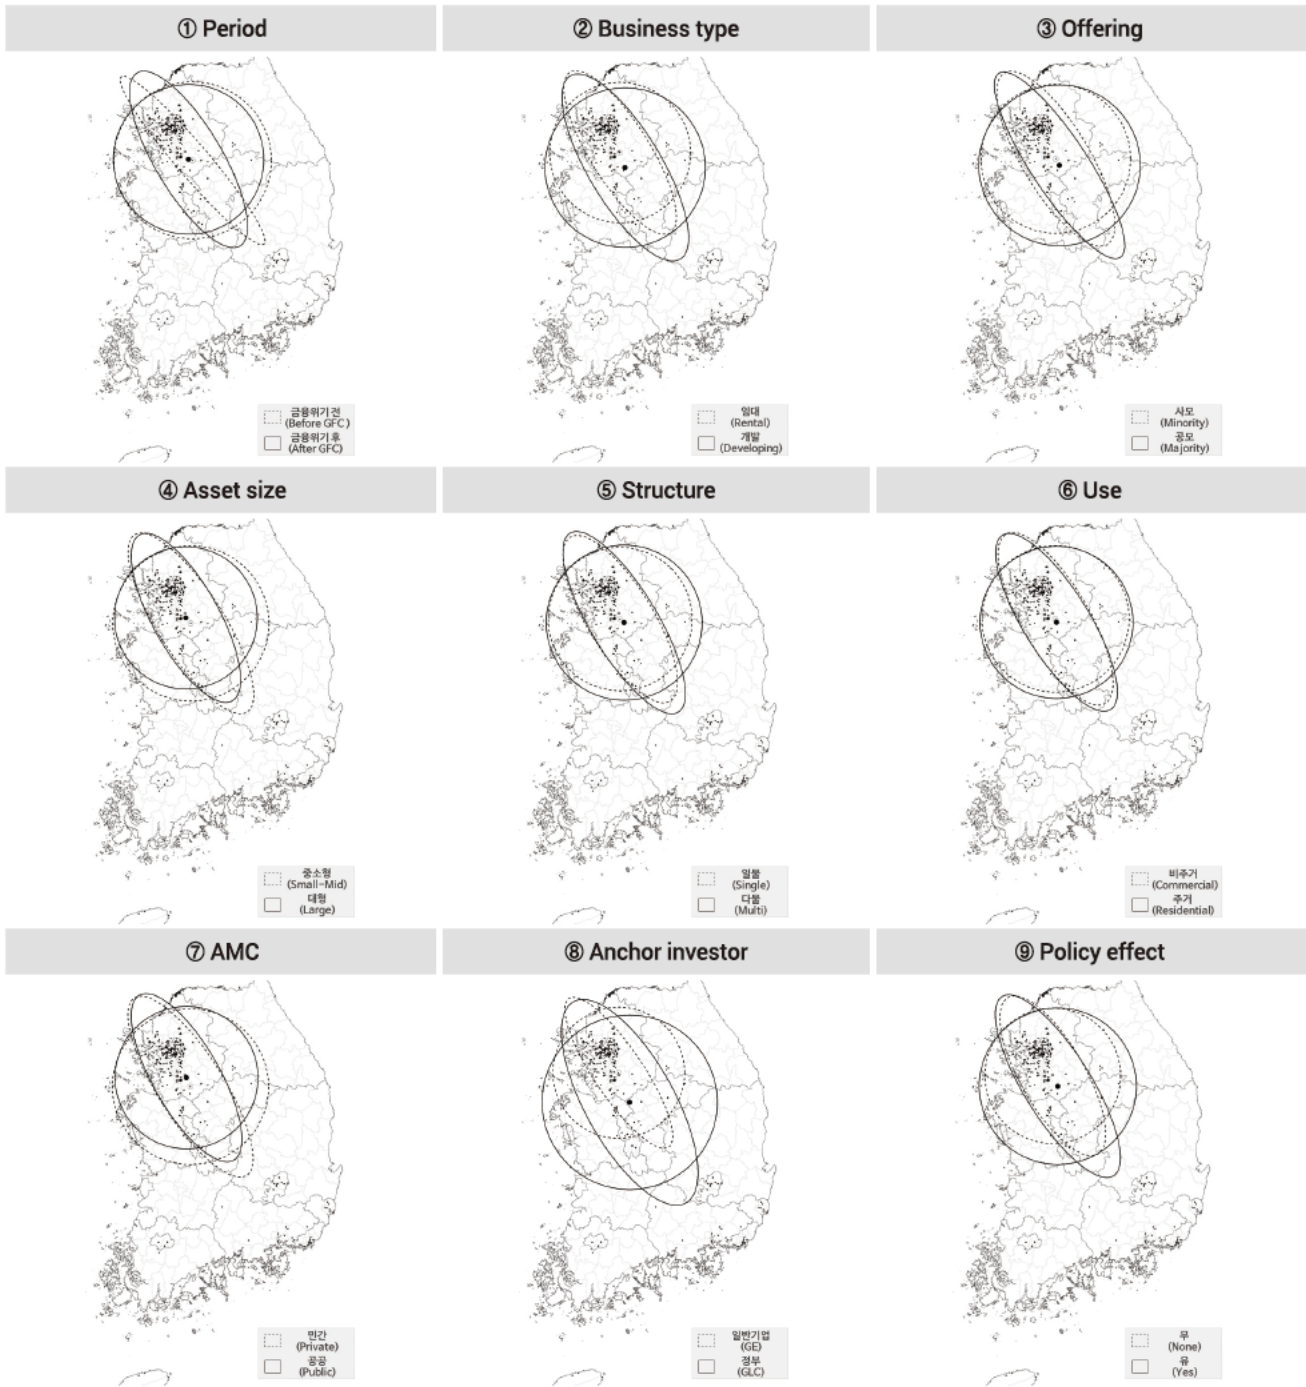 ① Period
② Business type
③ Offering
금융위기 전
(Before GFC)
금융위기 후
(After GFC)
임대
(Rental)
개발
(Developing)
사모
(Minority)
공모
(Majority)
④ Asset size
⑤ Structure
⑥ Use
중소형
(Small-Mid)
대형
(Large)
일물
(Single)
다물
(Multi)
비주거
(Commercial)
주거
(Residential)
⑦ AMC
⑧ Anchor investor
⑨ Policy effect
민간
(Private)
공공
(Public)
일반기업
(GE)
정부
(GLC)
무
(None)
유
(Yes)